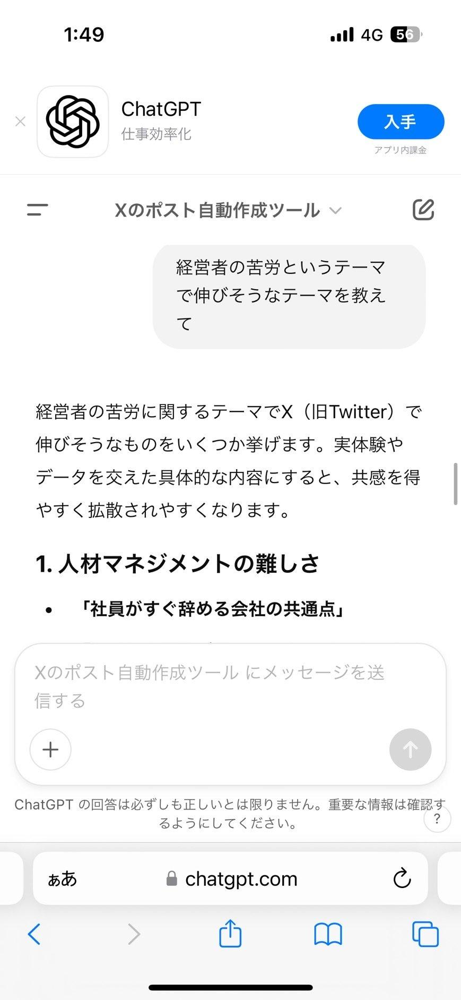 1:49
4G 56
ChatGPT
仕事効率化
入手
アプリ内課金
Xのポスト自動作成ツール
経営者の苦労というテーマ
で伸びそうなテーマを教え
て
経営者の苦労に関するテーマでX（旧Twitter）で
伸びそうなものをいくつか挙げます。実体験や
データを交えた具体的な内容にすると、共感を得
やすく拡散されやすくなります。
1. 人材マネジメントの難しさ
• 「社員がすぐ辞める会社の共通点」
Xのポスト自動作成ツール にメッセージを送
信する
ChatGPT の回答は必ずしも正しいとは限りません。重要な情報は確認す
るようにしてください。
?
ぁあ chatgpt.com